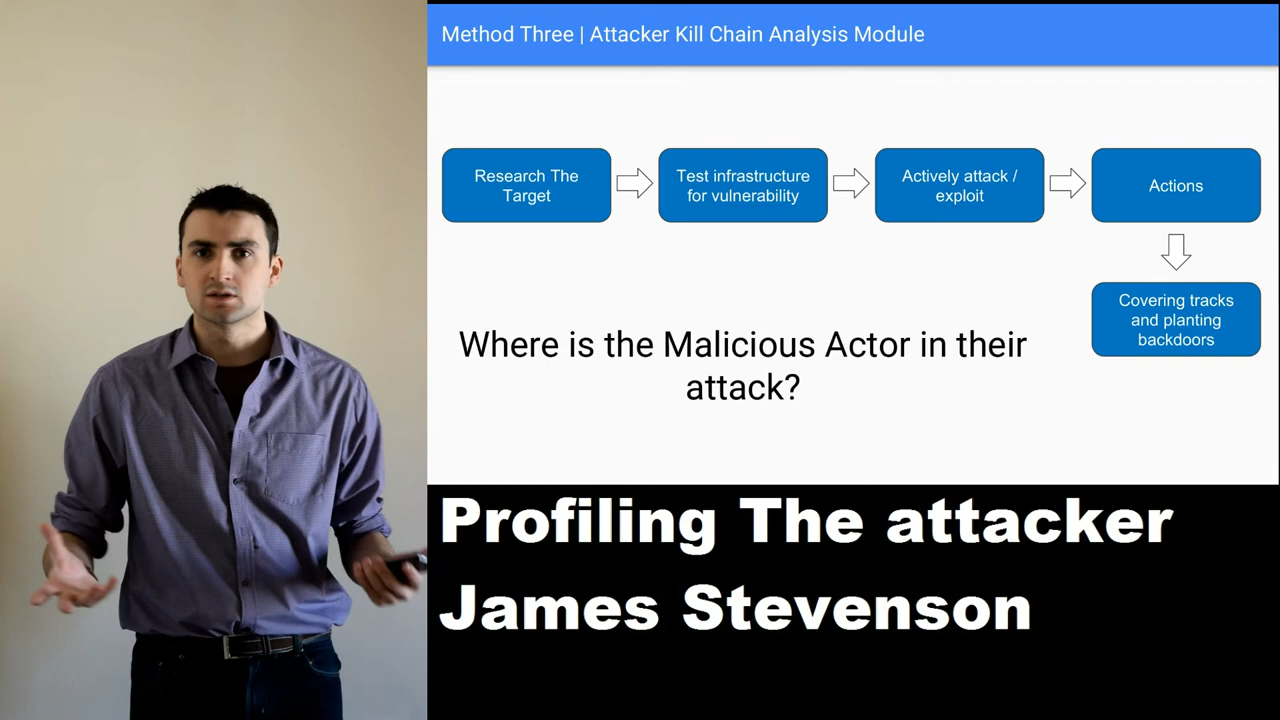 Method Three | Attacker Kill Chain Analysis Module
Research The
Target
Test infrastructure
for vulnerability
Actively attack /
exploit
Actions
Covering tracks
and planting
backdoors
Where is the Malicious Actor in their
attack?
Profiling The attacker
James Stevenson